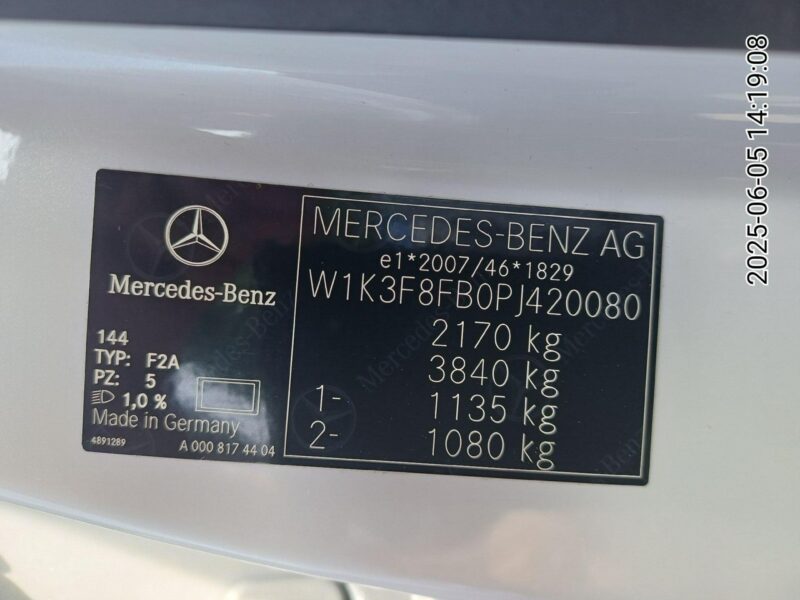 Mercedes-Benz
144
TYP: F2A
PZ: 5
1,0 %
Made in Germany
4891289
A 000 817 44 04
MERCEDES-BENZ AG
e1*2007/46*1829
W1K3F8FB0PJ420080
2170 kg
3840 kg
1- 1135 kg
2- 1080 kg
2025-06-05 14:19:08